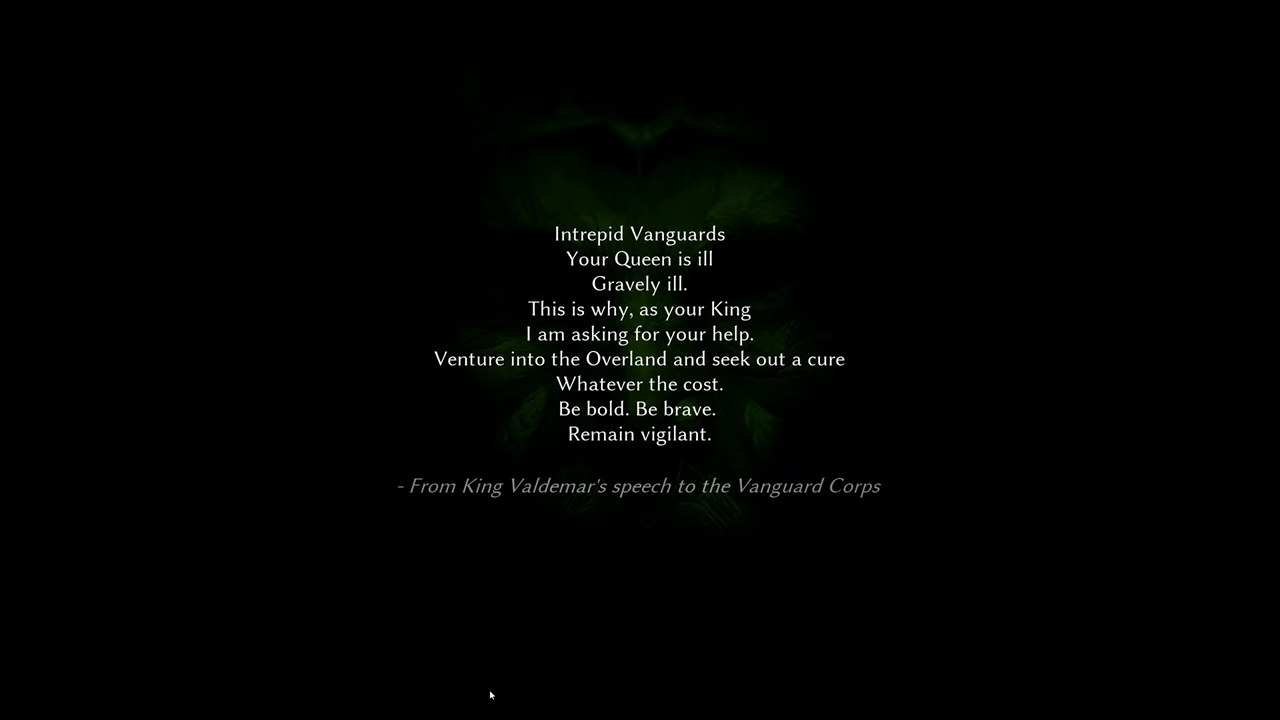 Intrepid Vanguards
Your Queen is ill
Gravely ill.
This is why, as your King
I am asking for your help.
Venture into the Overland and seek out a cure
Whatever the cost.
Be bold. Be brave.
Remain vigilant.
- From King Valdemar's speech to the Vanguard Corps